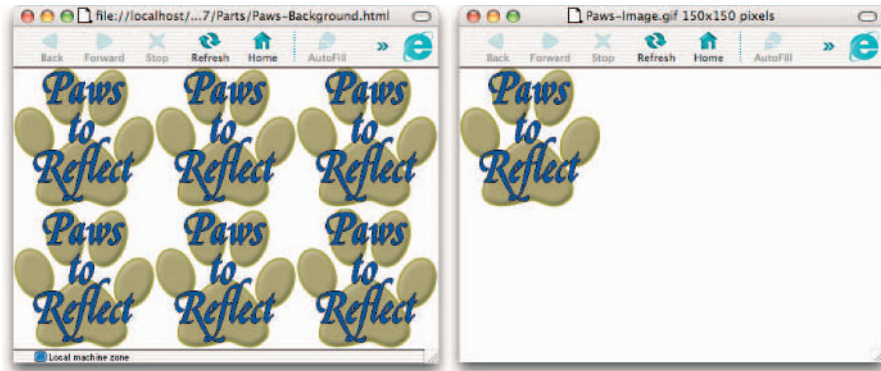 file://localhost/...7/Parts/Paws-Background.html
Back Forward Stop Refresh Home AutoFill »
Paws Paws Paws
to to to
Reflect Reflect Reflect
Paws Paws Paws
to to to
Reflect Reflect Reflect
Local machine zone
Paws-Image.gif 150x150 pixels
Back Forward Stop Refresh Home AutoFill »
Paws
to
Reflect